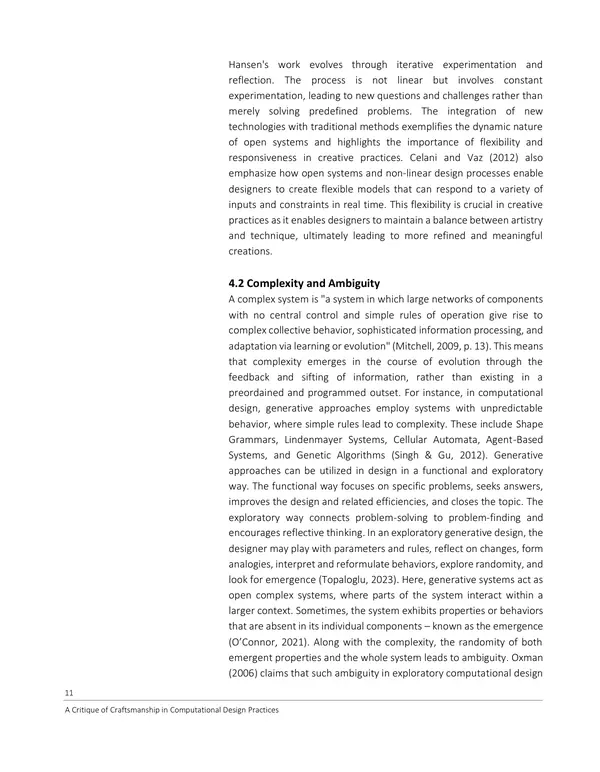 Hansen's work evolves through iterative experimentation and
reflection. The process is not linear but involves constant
experimentation, leading to new questions and challenges rather than
merely solving predefined problems. The integration of new
technologies with traditional methods exemplifies the dynamic nature
of open systems and highlights the importance of flexibility and
responsiveness in creative practices. Celani and Vaz (2012) also
emphasize how open systems and non-linear design processes enable
designers to create flexible models that can respond to a variety of
inputs and constraints in real time. This flexibility is crucial in creative
practices as it enables designers to maintain a balance between artistry
and technique, ultimately leading to more refined and meaningful
creations.
4.2 Complexity and Ambiguity
A complex system is "a system in which large networks of components
with no central control and simple rules of operation give rise to
complex collective behavior, sophisticated information processing, and
adaptation via learning or evolution" (Mitchell, 2009, p. 13). This means
that complexity emerges in the course of evolution through the
feedback and sifting of information, rather than existing in a
preordained and programmed outset. For instance, in computational
design, generative approaches employ systems with unpredictable
behavior, where simple rules lead to complexity. These include Shape
Grammars, Lindenmayer Systems, Cellular Automata, Agent-Based
Systems, and Genetic Algorithms (Singh & Gu, 2012). Generative
approaches can be utilized in design in a functional and exploratory
way. The functional way focuses on specific problems, seeks answers,
improves the design and related efficiencies, and closes the topic. The
exploratory way connects problem-solving to problem-finding and
encourages reflective thinking. In an exploratory generative design, the
designer may play with parameters and rules, reflect on changes, form
analogies, interpret and reformulate behaviors, explore randomity, and
look for emergence (Topaloglu, 2023). Here, generative systems act as
open complex systems, where parts of the system interact within a
larger context. Sometimes, the system exhibits properties or behaviors
that are absent in its individual components – known as the emergence
(O'Connor, 2021). Along with the complexity, the randomity of both
emergent properties and the whole system leads to ambiguity. Oxman
(2006) claims that such ambiguity in exploratory computational design
11
A Critique of Craftsmanship in Computational Design Practices